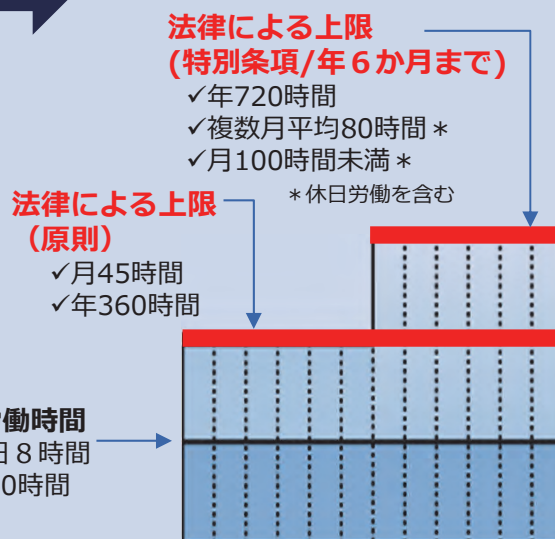 法律による上限
(特別条項/年６か月まで)
✓年720時間
✓複数月平均80時間＊
✓月100時間未満＊
＊休日労働を含む
法律による上限
（原則）
✓月45時間
✓年360時間
働時間
８時間
0時間